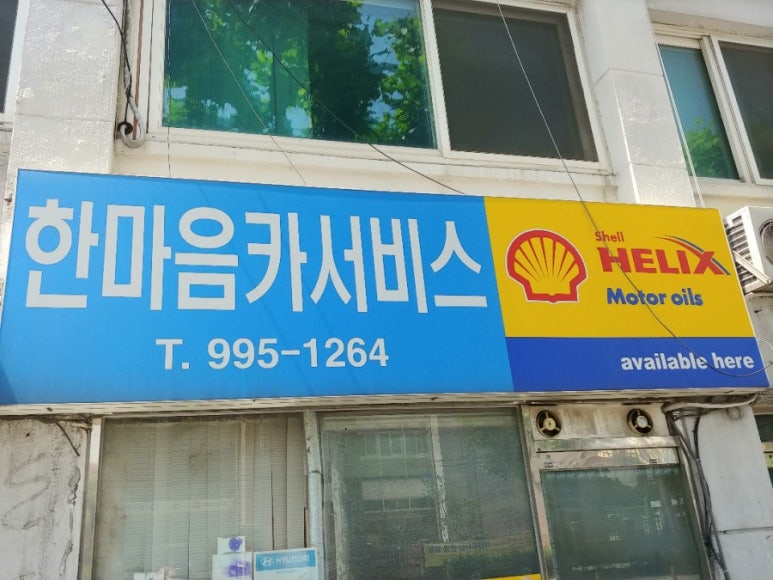 한마음카서비스
T. 995-1264
Shell
HELIX
Motor oils
available here
HYUNDAI